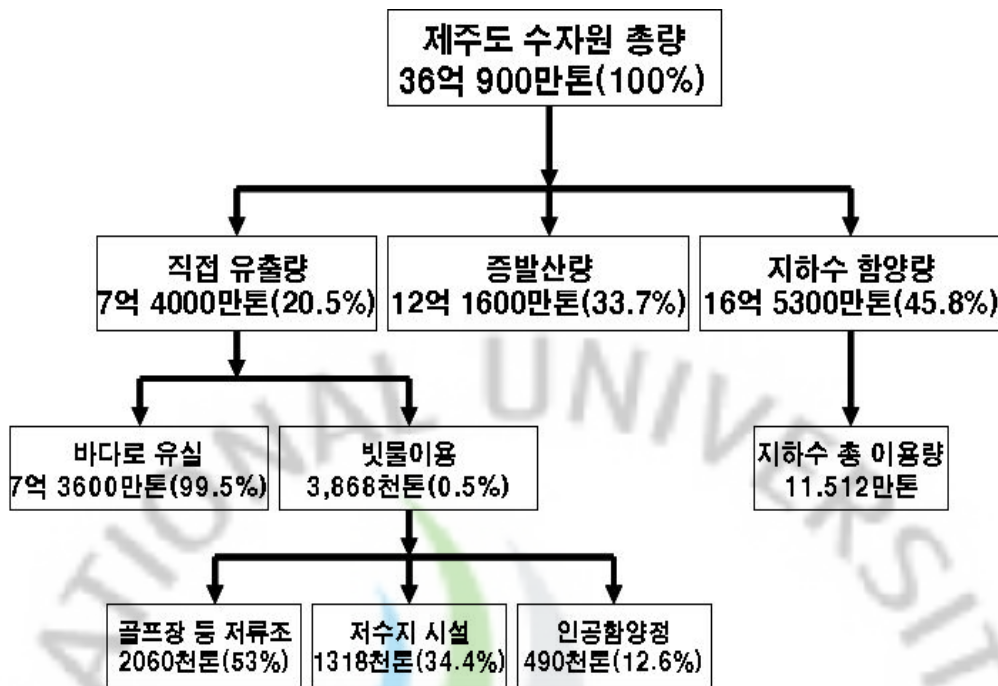 제주도 수자원 총량
36억 900만톤(100%)
직접 유출량
7억 4000만톤(20.5%)
증발산량
12억 1600만톤(33.7%)
지하수 함양량
16억 5300만톤(45.8%)
바다로 유실
7억 3600만톤(99.5%)
빗물이용
3,868천톤(0.5%)
지하수 총 이용량
11.512만톤
골프장 등 저류조
2060천톤(53%)
저수지 시설
1318천톤(34.4%)
인공함양정
490천톤(12.6%)
ATIONAL UNIVERSIT